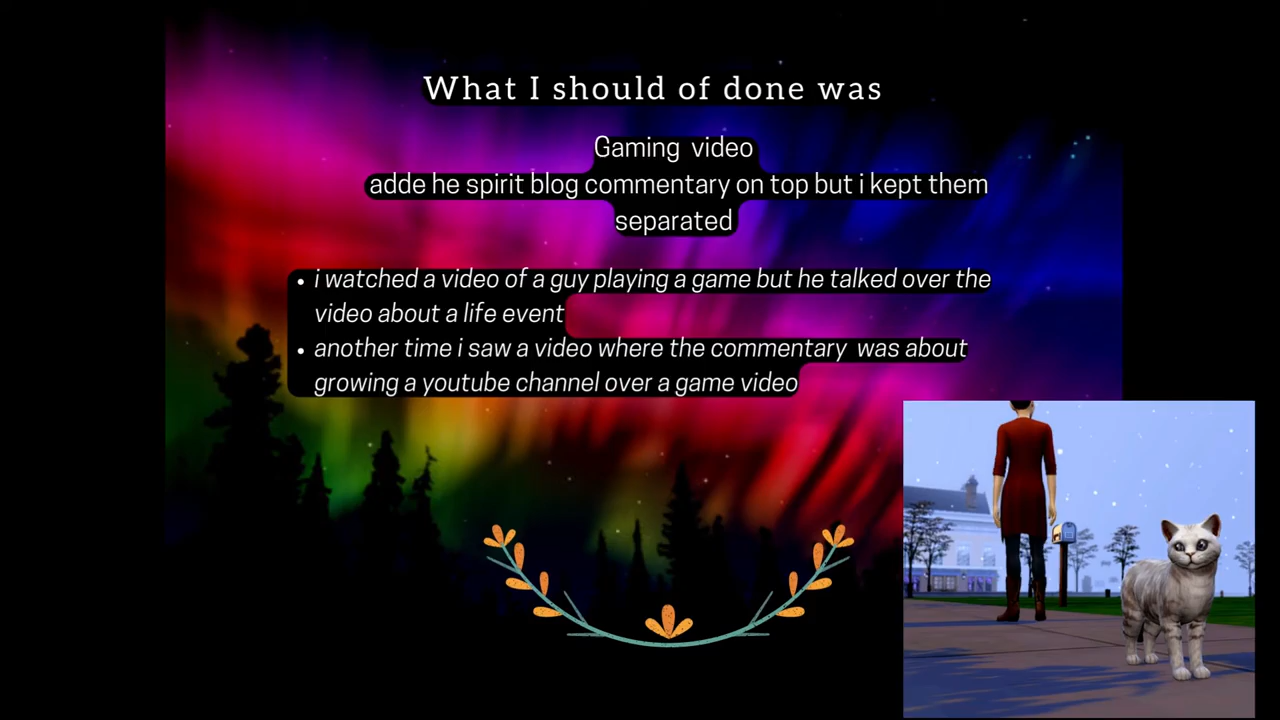 What I should of done was
Gaming video
adde he spirit blog commentary on top but i kept them
separated
• i watched a video of a guy playing a game but he talked over the
video about a life event
• another time i saw a video where the commentary was about
growing a youtube channel over a game video